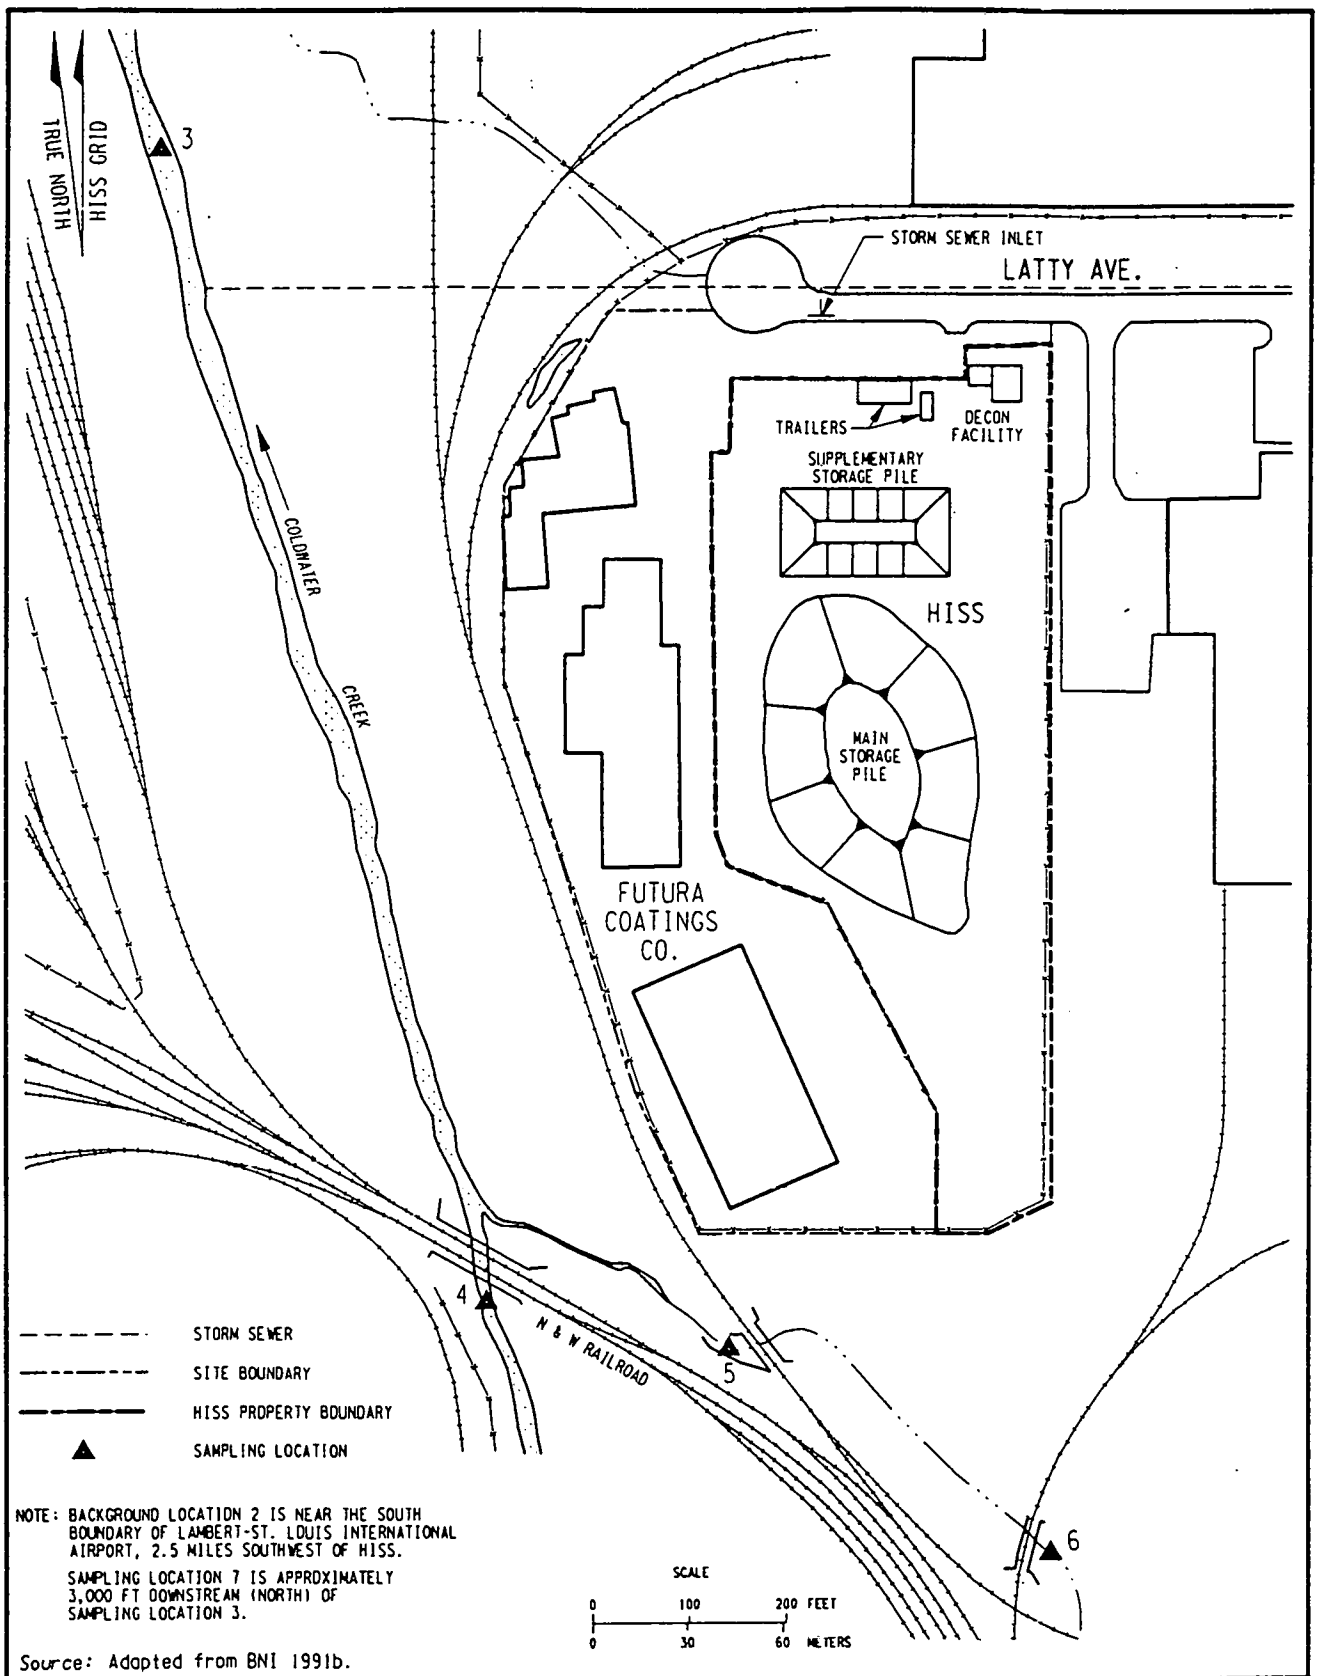 TRUE NORTH
HISS GRID
3
STORM SEWER INLET
LATTY AVE.
TRAILERS
DECON
FACILITY
SUPPLEMENTARY
STORAGE PILE
HISS
COLDWATER
CREEK
MAIN
STORAGE
PILE
FUTURA
COATINGS
CO.
4
N & W RAILROAD
5
6
STORM SEWER
SITE BOUNDARY
HISS PROPERTY BOUNDARY
SAMPLING LOCATION
NOTE: BACKGROUND LOCATION 2 IS NEAR THE SOUTH
BOUNDARY OF LAMBERT-ST. LOUIS INTERNATIONAL
AIRPORT, 2.5 MILES SOUTHWEST OF HISS.
SAMPLING LOCATION 7 IS APPROXIMATELY
3,000 FT DOWNSTREAM (NORTH) OF
SAMPLING LOCATION 3.
SCALE
0 100 200 FEET
0 30 60 METERS
Source: Adapted from BNI 1991b.